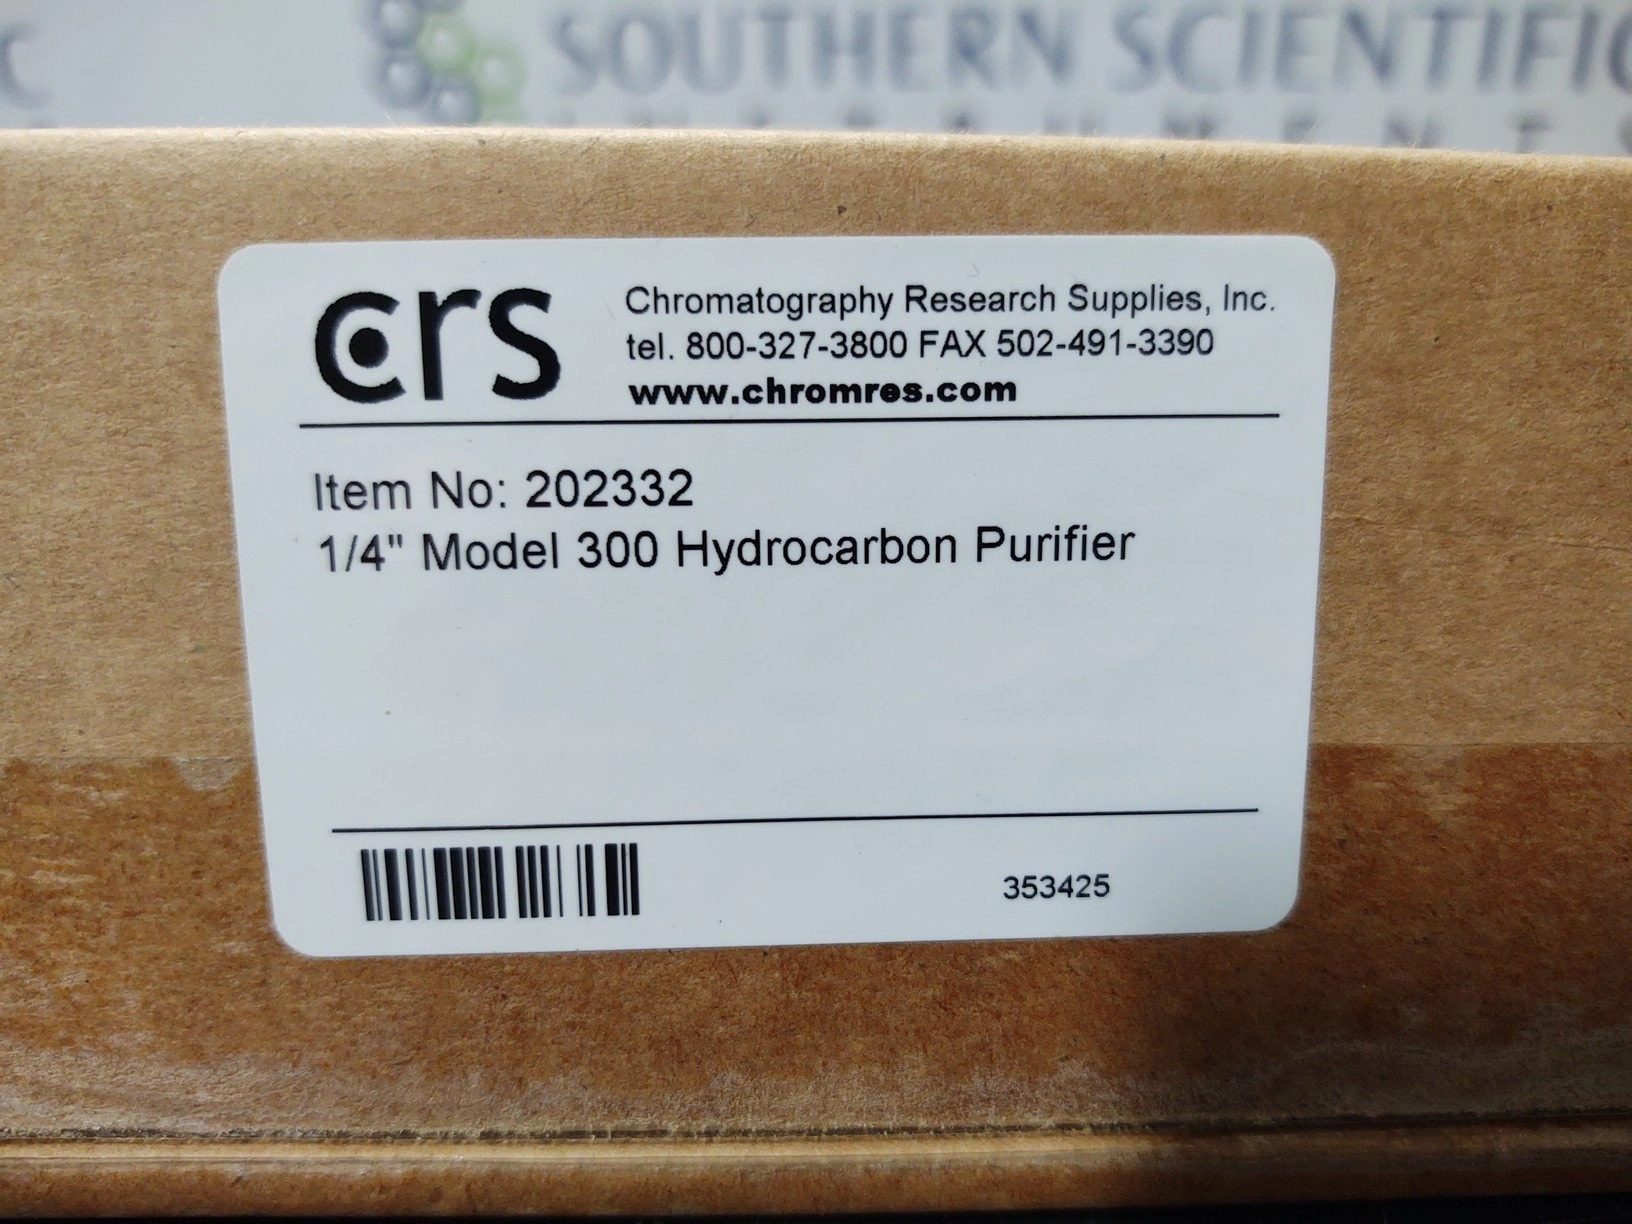 SOUTHERN SCIENTIFIC
crs
Chromatography Research Supplies, Inc.
tel. 800-327-3800 FAX 502-491-3390
www.chromres.com
Item No: 202332
1/4" Model 300 Hydrocarbon Purifier
353425